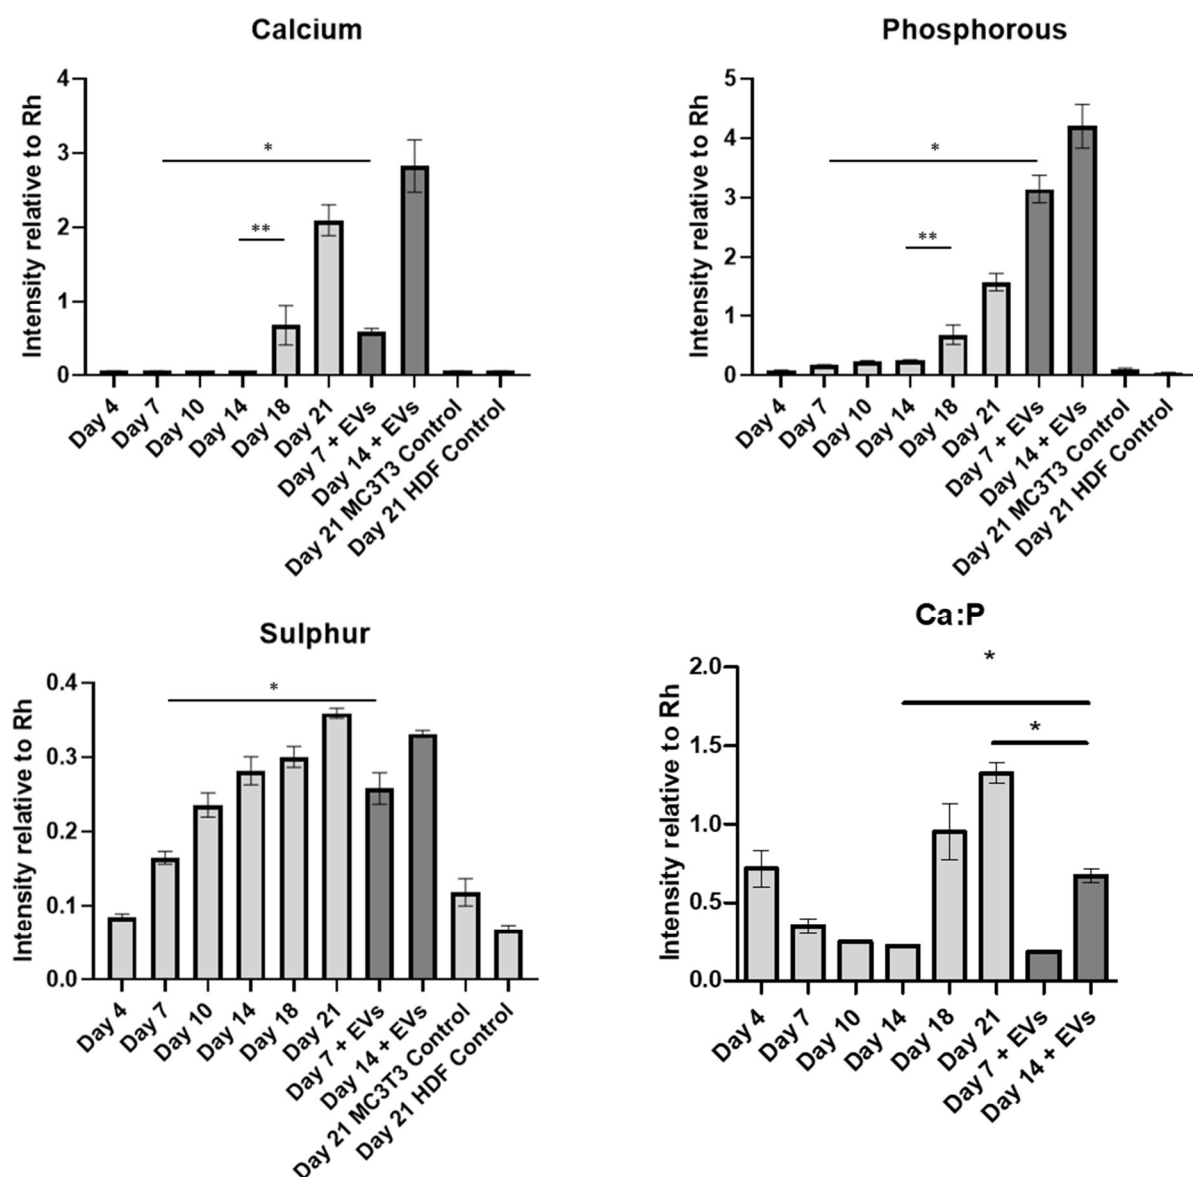 Calcium
Intensity relative to Rh
4
3
2
1
0
*
**
Day 4
Day 7
Day 10
Day 14
Day 18
Day 21
Day 7 + EVs
Day 14 + EVs
Day 21 MC3T3 Control
Day 21 HDF Control
Phosphorous
Intensity relative to Rh
5
4
3
2
1
0
*
**
Day 4
Day 7
Day 10
Day 14
Day 18
Day 21
Day 7 + EVs
Day 14 + EVs
Day 21 MC3T3 Control
Day 21 HDF Control
Sulphur
Intensity relative to Rh
0.4
0.3
0.2
0.1
0.0
*
Day 4
Day 7
Day 10
Day 14
Day 18
Day 21
Day 7 + EVs
Day 14 + EVs
Day 21 MC3T3 Control
Day 21 HDF Control
Ca:P
Intensity relative to Rh
2.0
1.5
1.0
0.5
0.0
*
*
Day 4
Day 7
Day 10
Day 14
Day 18
Day 21
Day 7 + EVs
Day 14 + EVs